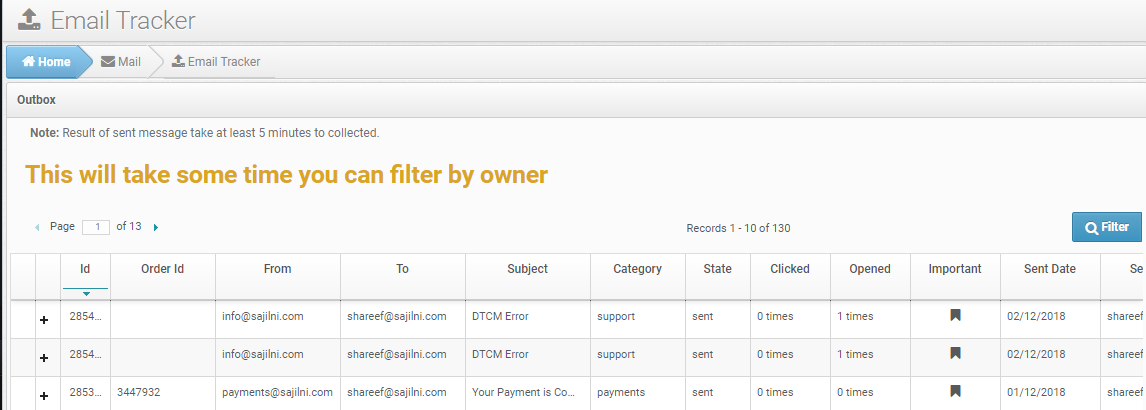 Email Tracker
Home Mail Email Tracker
Outbox
Note: Result of sent message take at least 5 minutes to collected.
This will take some time you can filter by owner
Page 1 of 13 Records 1 - 10 of 130 Filter
Id Order Id From To Subject Category State Clicked Opened Important Sent Date Se
2854... info@sajilni.com shareef@sajilni.com DTCM Error support sent 0 times 1 times 02/12/2018 shareef
2854... info@sajilni.com shareef@sajilni.com DTCM Error support sent 0 times 1 times 02/12/2018 shareef
2853... 3447932 payments@sajilni.com shareef@sajilni.com Your Payment is Co... payments sent 0 times 0 times 01/12/2018 shareef